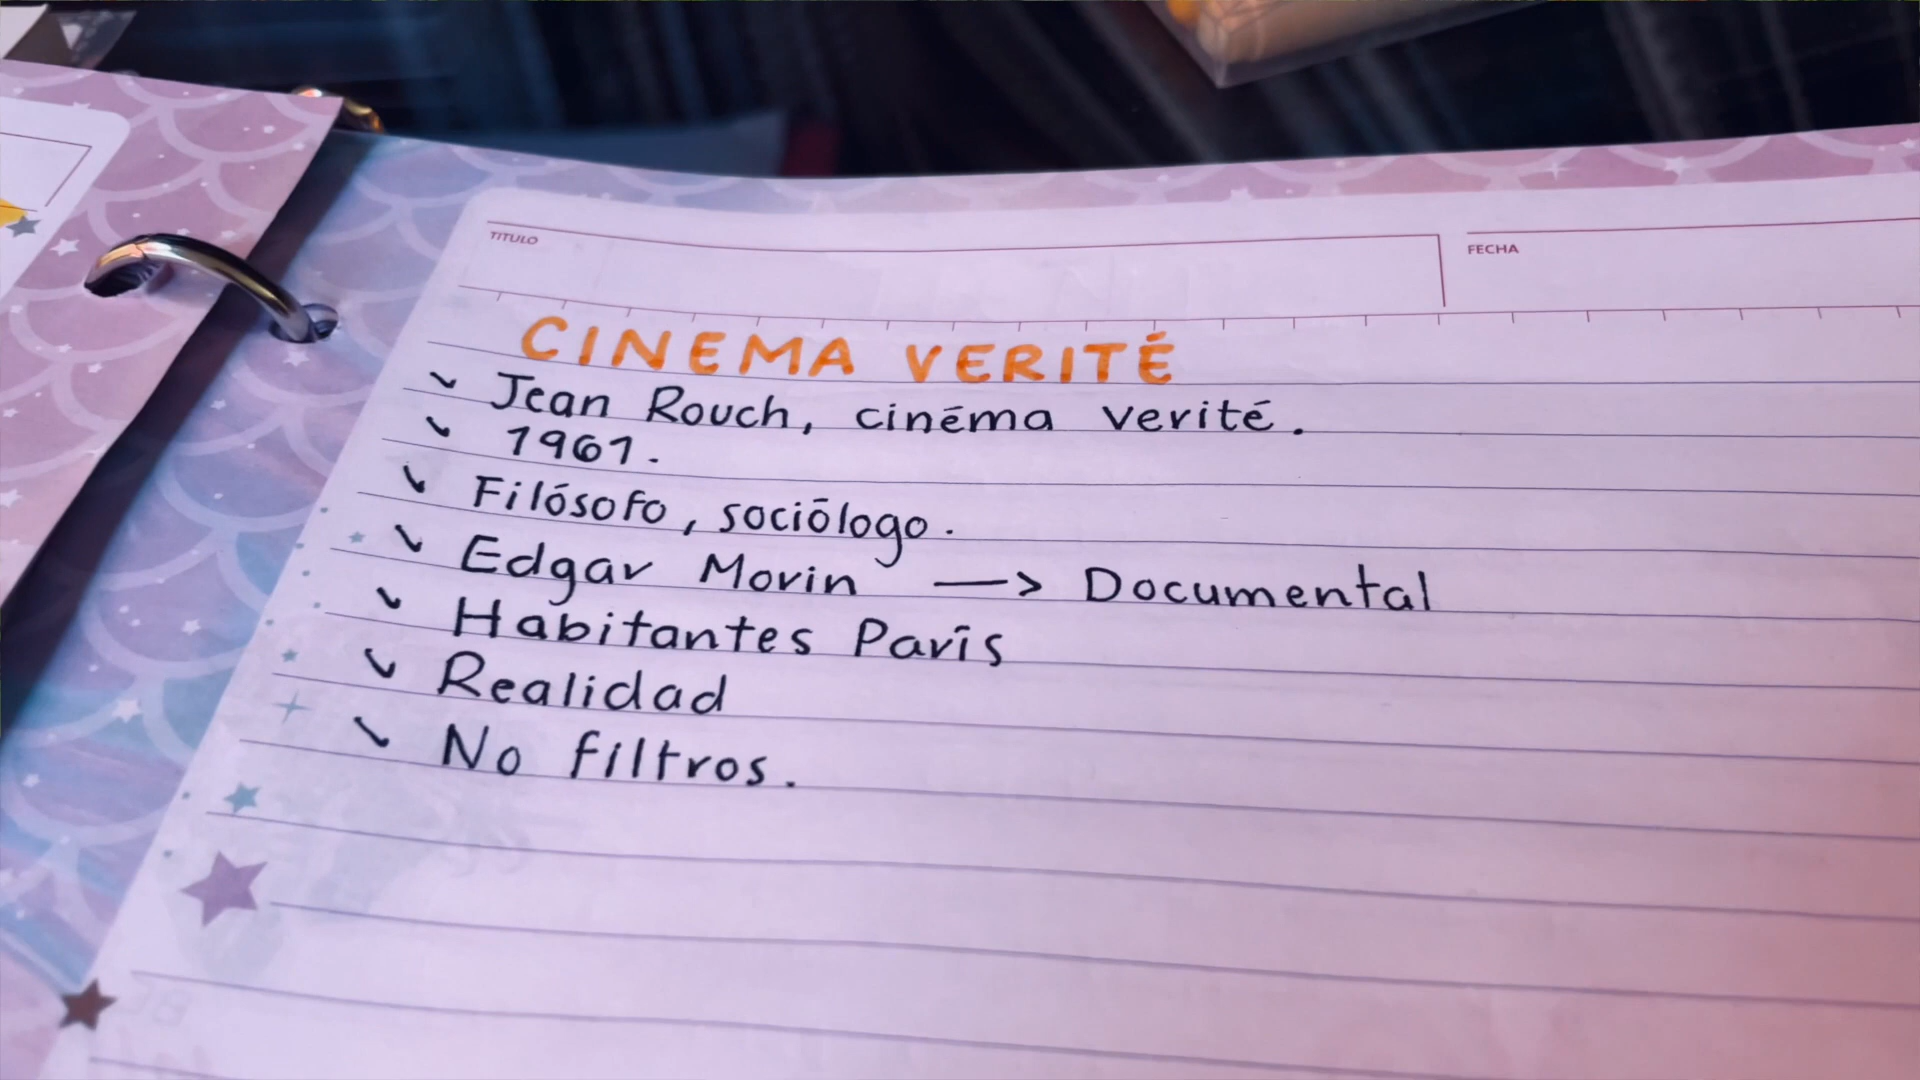 TITULO
FECHA
CINEMA VERITÉ
Jean Rouch, cinéma verité.
1961.
Filósofo, sociólogo.
Edgar Morin —> Documental
Habitantes París
Realidad
No filtros.